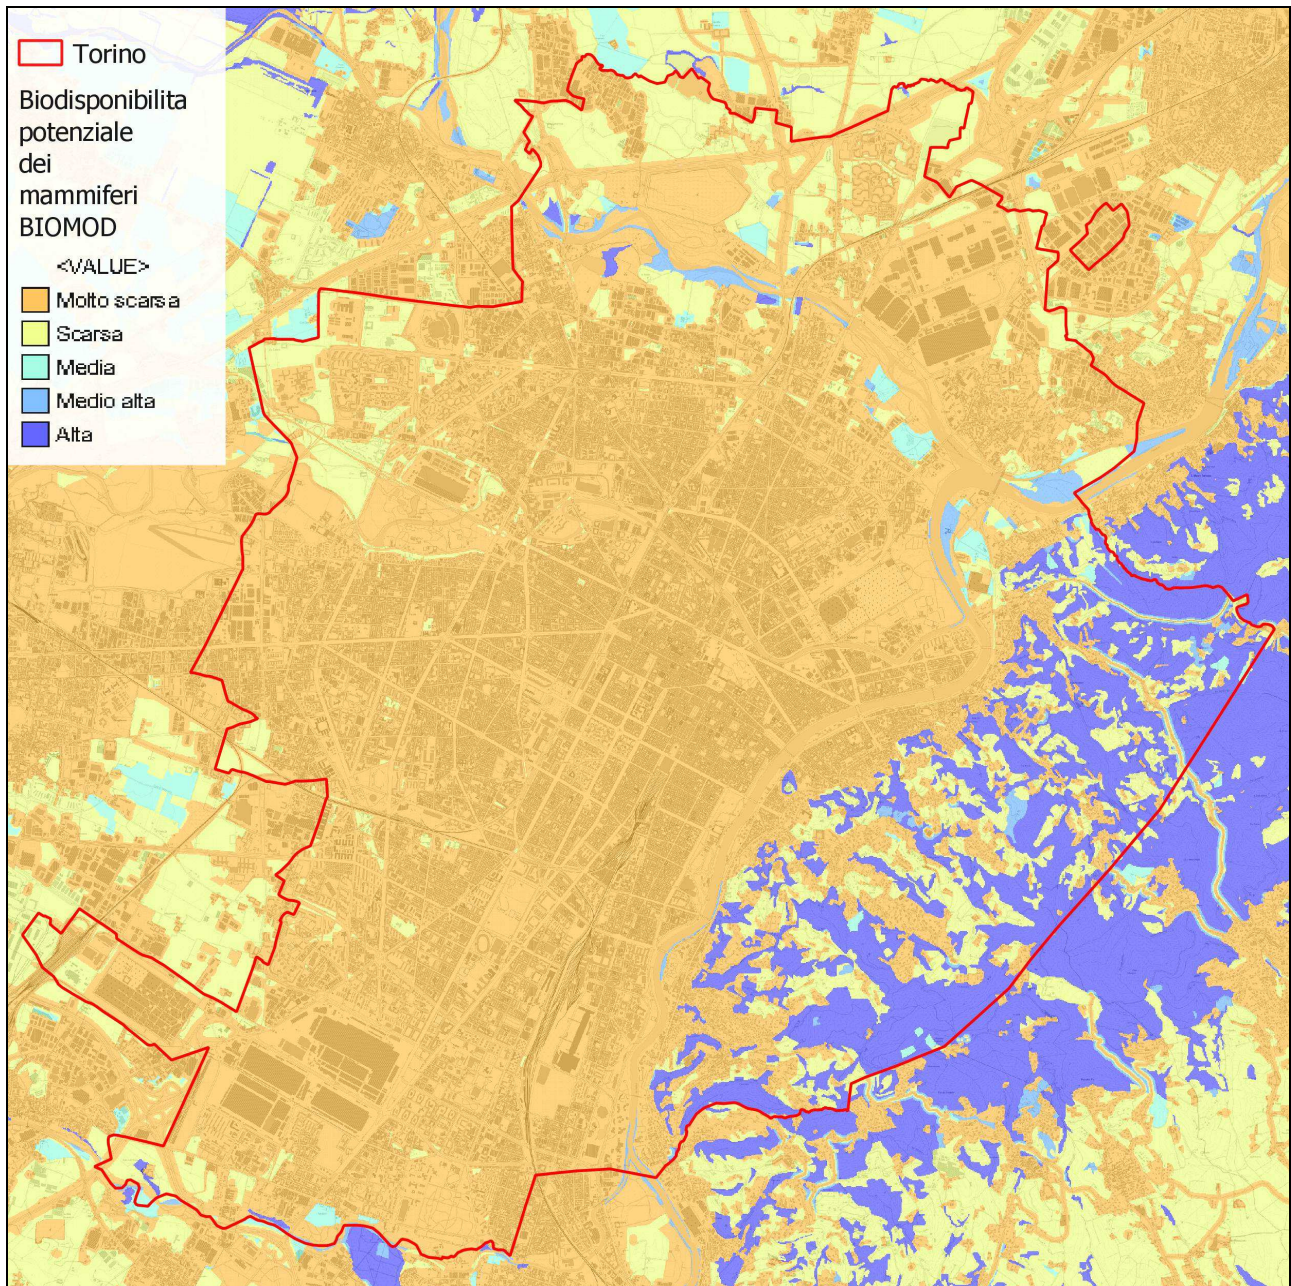 Torino
Biodisponibilita
potenziale
dei
mammiferi
BIOMOD
<VALUE>
Molto scarsa
Scarsa
Media
Medio alta
Alta